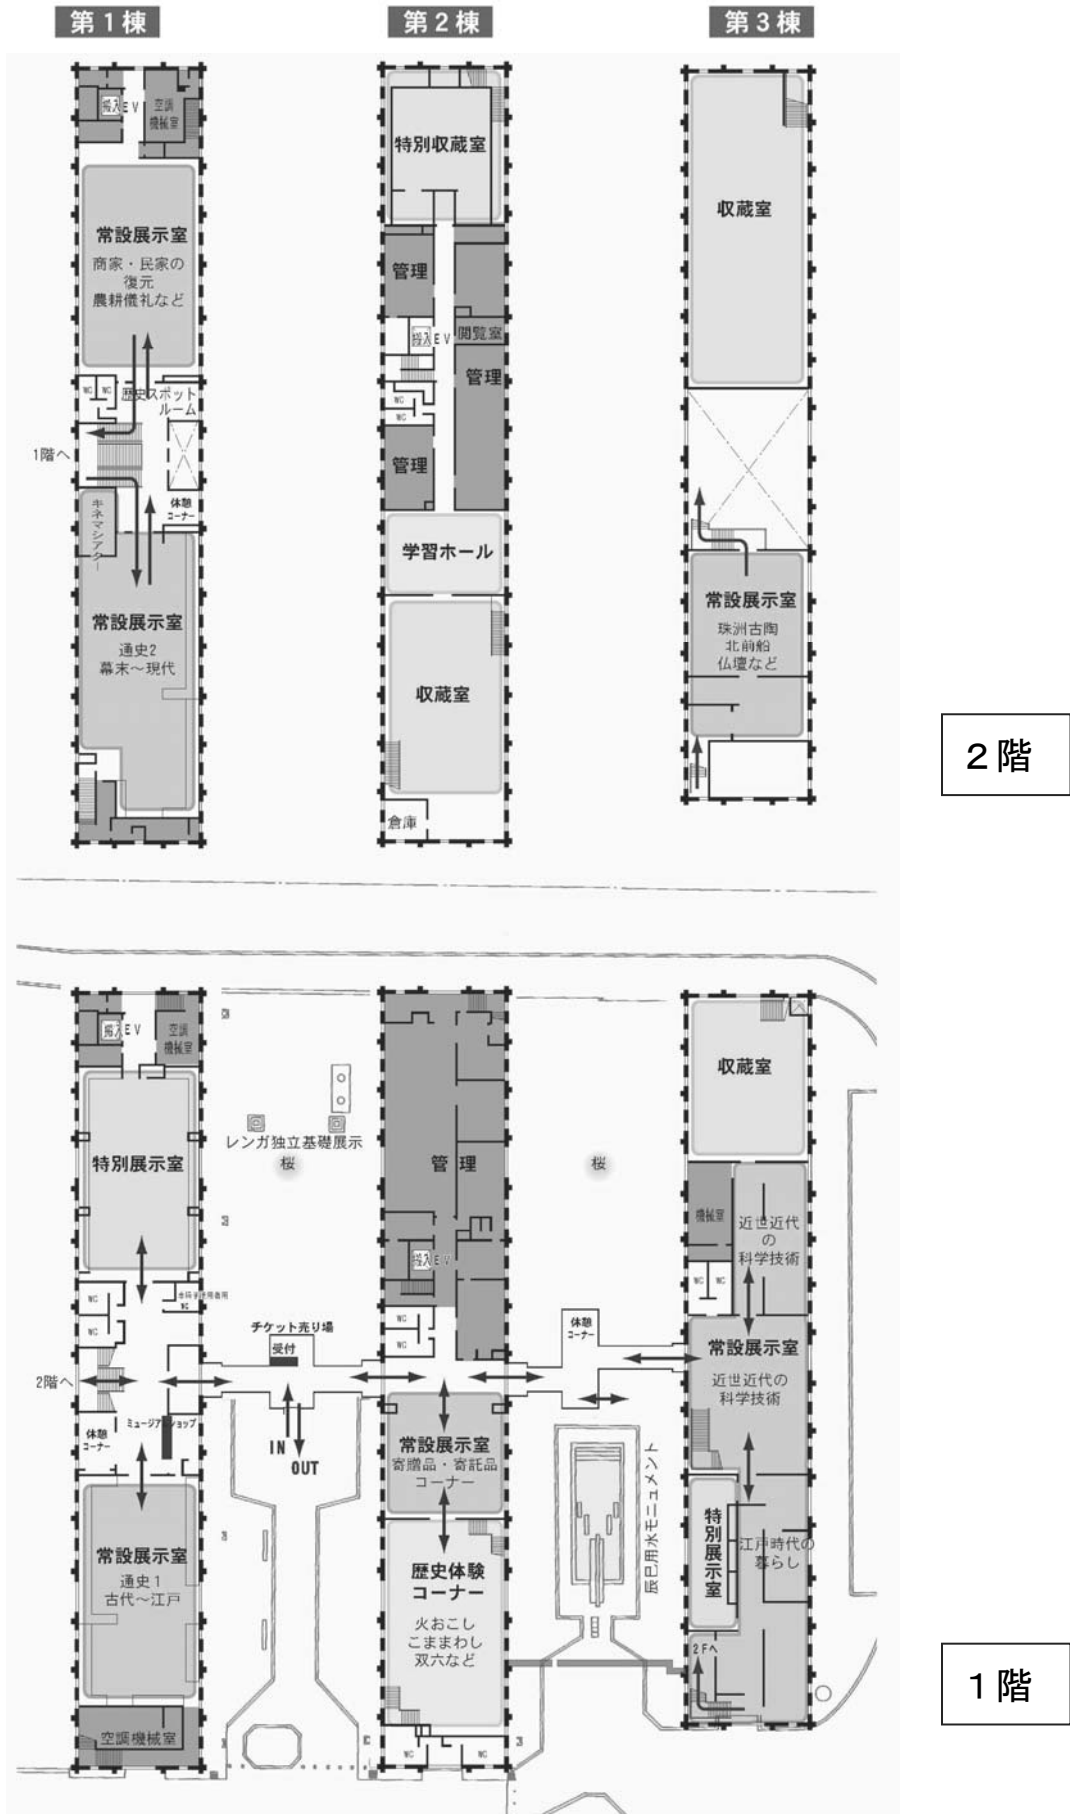 第1棟
第2棟
第3棟
搬入EV
空調
機械室
常設展示室
商家・民家の
復元
農耕儀礼など
WC
WC
歴史スポット
ルーム
1階へ
キネマシアター
休憩
コーナー
常設展示室
通史2
幕末～現代
特別収蔵室
管理
搬入EV
閲覧室
管理
WC
WC
管理
学習ホール
収蔵室
倉庫
収蔵室
常設展示室
珠洲古陶
北前船
仏壇など
2階
搬入EV
空調
機械室
特別展示室
WC
WC
WC
2階へ
休憩
コーナー
ミュージアムショップ
常設展示室
通史1
古代～江戸
空調機械室
レンガ独立基礎展示
桜
チケット売り場
受付
IN
OUT
管理
搬入EV
WC
WC
常設展示室
寄贈品・寄託品
コーナー
歴史体験
コーナー
火おこし
こままわし
双六など
WC
WC
桜
休憩
コーナー
辰巳用水モニュメント
収蔵室
機械室
近世近代
の
科学技術
WC
WC
常設展示室
近世近代の
科学技術
特別展示室
江戸時代の
暮らし
2Fへ
1階